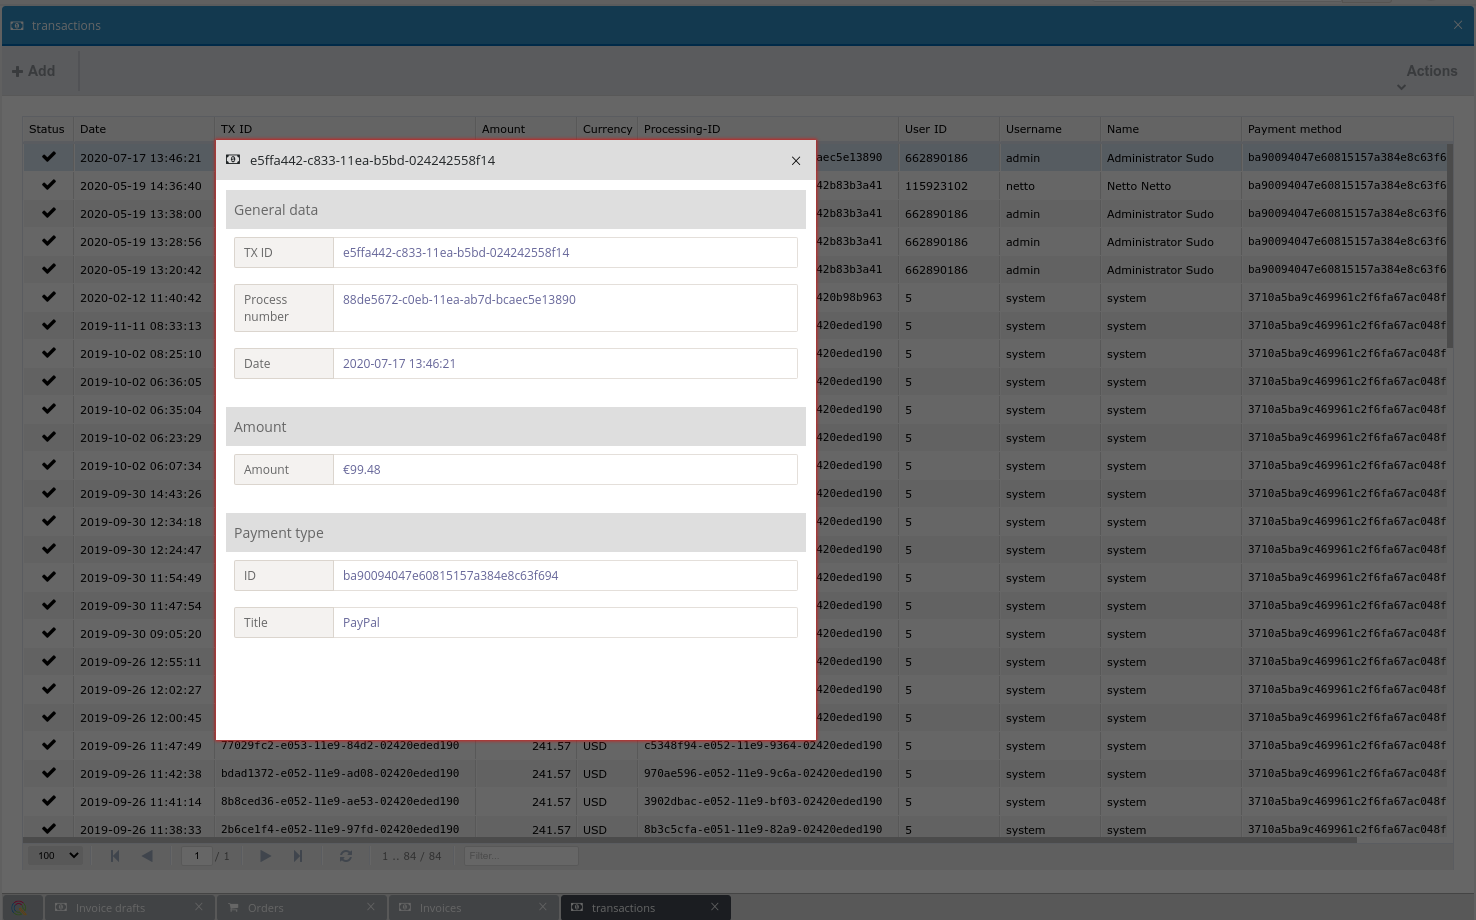 transactions
Add
Actions
Status Date TX ID Amount Currency Processing-ID User ID Username Name Payment method
e5ffa442-c833-11ea-b5bd-024242558f14
General data
TX ID e5ffa442-c833-11ea-b5bd-024242558f14
Process number 88de5672-c0eb-11ea-ab7d-bcaec5e13890
Date 2020-07-17 13:46:21
Amount
Amount €99.48
Payment type
ID ba90094047e60815157a384e8c63f694
Title PayPal
2020-07-17 13:46:21 aec5e13890 662890186 admin Administrator Sudo ba90094047e60815157a384e8c63f6
2020-05-19 14:36:40 42b83b3a41 115923102 netto Netto Netto ba90094047e60815157a384e8c63f6
2020-05-19 13:38:00 42b83b3a41 662890186 admin Administrator Sudo ba90094047e60815157a384e8c63f6
2020-05-19 13:28:56 42b83b3a41 662890186 admin Administrator Sudo ba90094047e60815157a384e8c63f6
2020-05-19 13:20:42 42b83b3a41 662890186 admin Administrator Sudo ba90094047e60815157a384e8c63f6
2020-02-12 11:40:42 420b98b963 5 system system 3710a5ba9c469961c2f6fa67ac048f
2019-11-11 08:33:13 420eded190 5 system system 3710a5ba9c469961c2f6fa67ac048f
2019-10-02 08:25:10 420eded190 5 system system 3710a5ba9c469961c2f6fa67ac048f
2019-10-02 06:36:05 420eded190 5 system system 3710a5ba9c469961c2f6fa67ac048f
2019-10-02 06:35:04 420eded190 5 system system 3710a5ba9c469961c2f6fa67ac048f
2019-10-02 06:23:29 420eded190 5 system system 3710a5ba9c469961c2f6fa67ac048f
2019-10-02 06:07:34 420eded190 5 system system 3710a5ba9c469961c2f6fa67ac048f
2019-09-30 14:43:26 420eded190 5 system system 3710a5ba9c469961c2f6fa67ac048f
2019-09-30 12:34:18 420eded190 5 system system 3710a5ba9c469961c2f6fa67ac048f
2019-09-30 12:24:47 420eded190 5 system system 3710a5ba9c469961c2f6fa67ac048f
2019-09-30 11:54:49 420eded190 5 system system 3710a5ba9c469961c2f6fa67ac048f
2019-09-30 11:47:54 420eded190 5 system system 3710a5ba9c469961c2f6fa67ac048f
2019-09-30 09:05:20 420eded190 5 system system 3710a5ba9c469961c2f6fa67ac048f
2019-09-26 12:55:11 420eded190 5 system system 3710a5ba9c469961c2f6fa67ac048f
2019-09-26 12:02:27 420eded190 5 system system 3710a5ba9c469961c2f6fa67ac048f
2019-09-26 12:00:45 420eded190 5 system system 3710a5ba9c469961c2f6fa67ac048f
2019-09-26 11:47:49 77029fc2-e053-11e9-84d2-02420eded190 241.57 USD c5348f94-e052-11e9-9364-02420eded190 5 system system 3710a5ba9c469961c2f6fa67ac048f
2019-09-26 11:42:38 bdad1372-e052-11e9-ad08-02420eded190 241.57 USD 970ae596-e052-11e9-9c6a-02420eded190 5 system system 3710a5ba9c469961c2f6fa67ac048f
2019-09-26 11:41:14 8b8ced36-e052-11e9-ae53-02420eded190 241.57 USD 3902dbac-e052-11e9-bf03-02420eded190 5 system system 3710a5ba9c469961c2f6fa67ac048f
2019-09-26 11:38:33 2b6ce1f4-e052-11e9-97fd-02420eded190 241.57 USD 8b3c5cfa-e051-11e9-82a9-02420eded190 5 system system 3710a5ba9c469961c2f6fa67ac048f
100 1 / 1 1 .. 84 / 84 Filter...
Invoice drafts Orders Invoices transactions